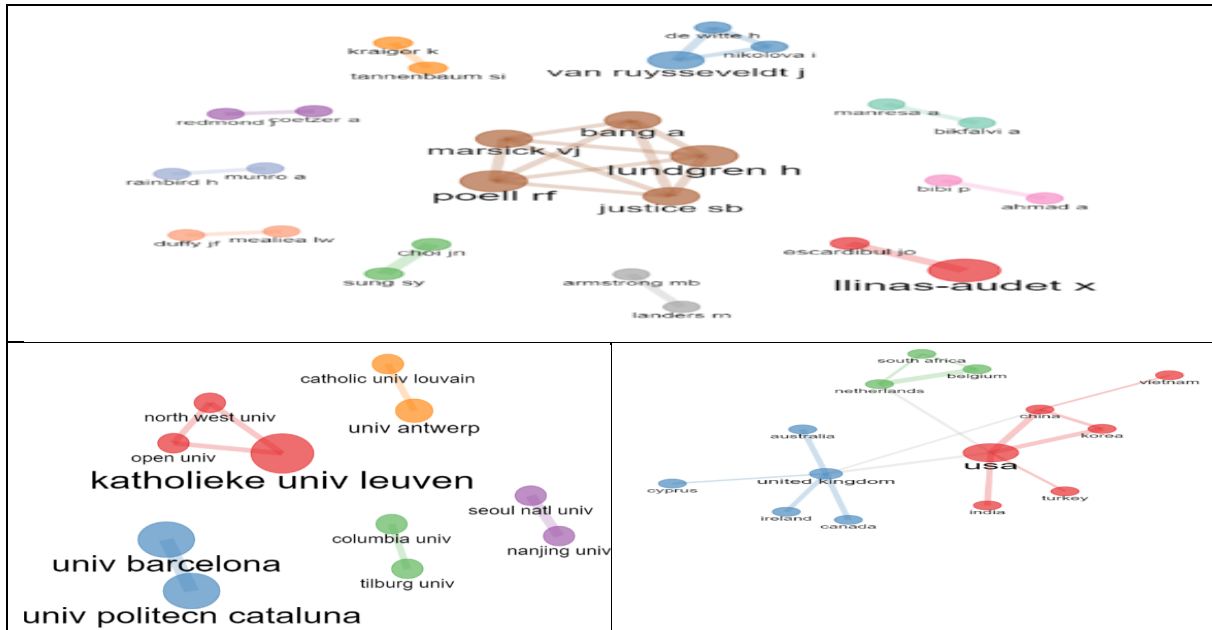 de witte h
kraiger k
nikolova i
tannenbaum si
van ruysseveldt j
redmond j
coetzer a
manresa a
bang a
bikfalvi a
marsick vj
lundgren h
rainbird h
munro a
poell rf
bibi p
justice sb
ahmad a
duffy jf
mealiea lw
choi jn
escardibul jo
sung sy
armstrong mb
llinas-audet x
landers rn
catholic univ louvain
north west univ
univ antwerp
open univ
katholieke univ leuven
seoul natl univ
columbia univ
nanjing univ
univ barcelona
tilburg univ
univ politecn cataluna
south africa
belgium
netherlands
vietnam
china
australia
korea
usa
united kingdom
cyprus
turkey
india
ireland
canada